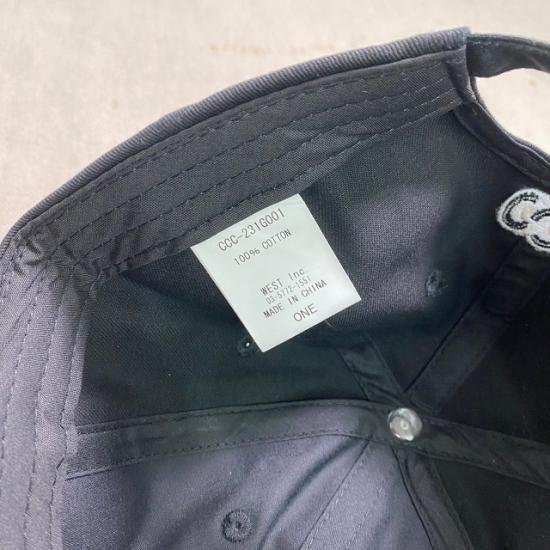 CCC-231G001
100% COTTON
WEST Inc.
03-5772-1551
MADE IN CHINA
ONE